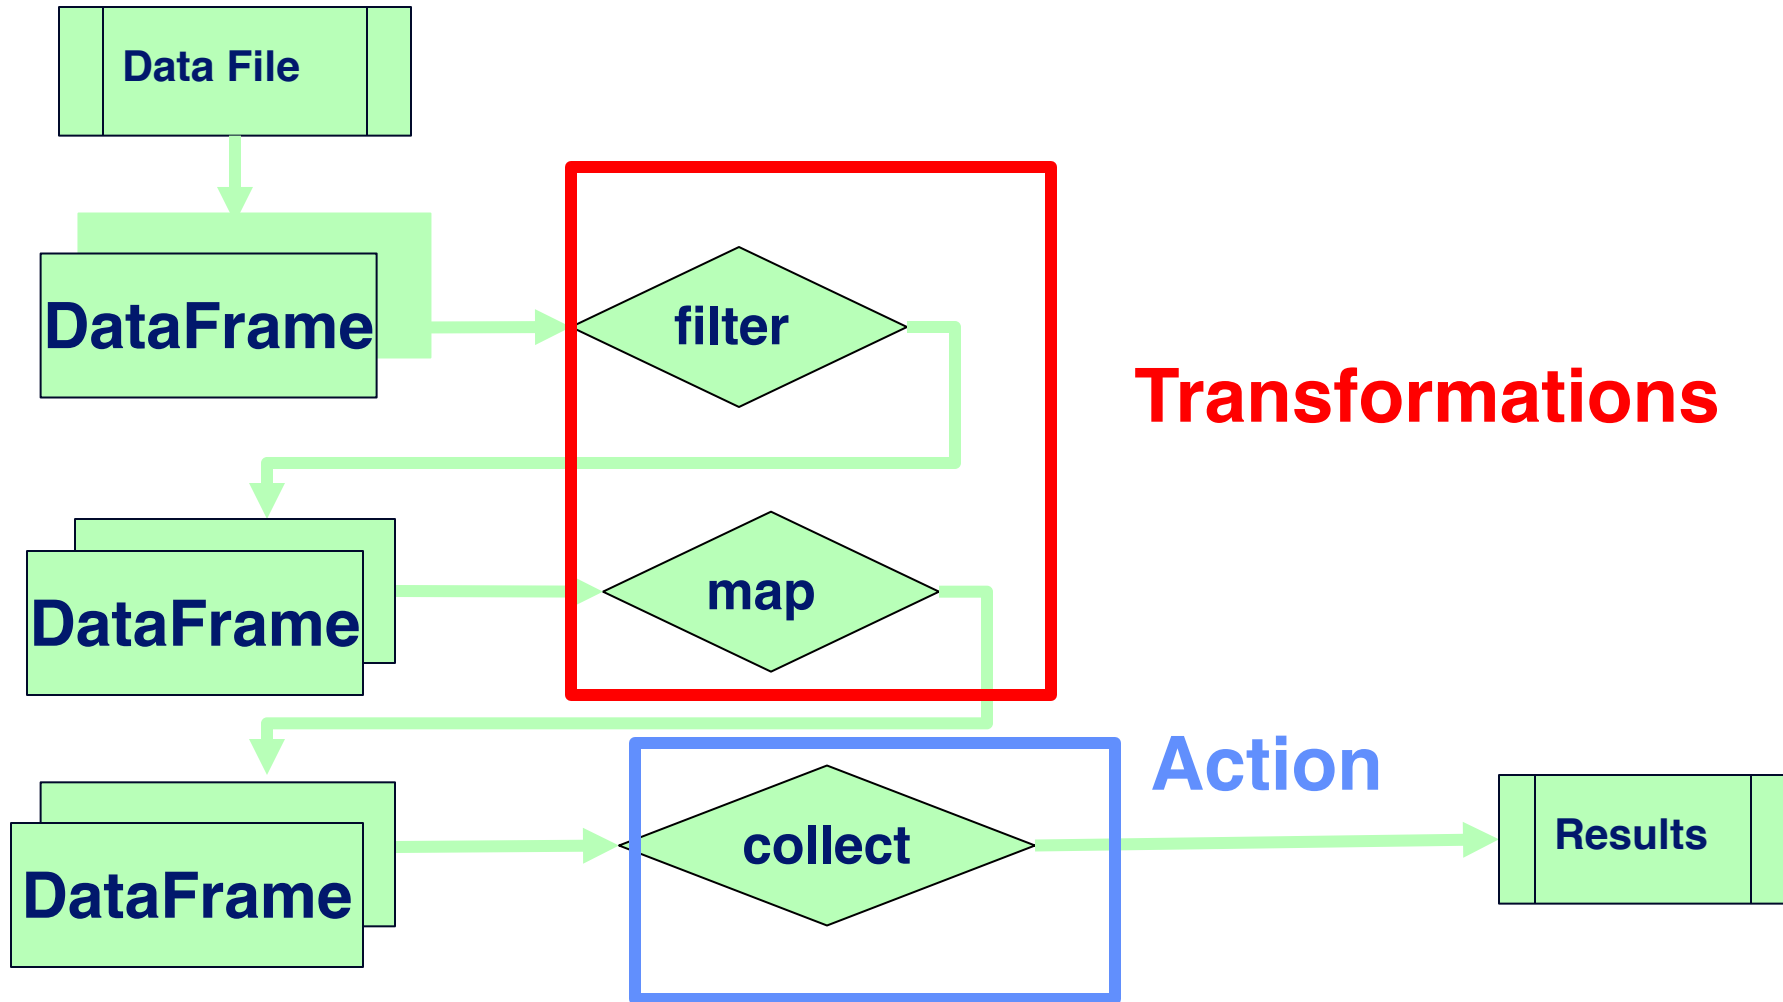 Data File
DataFrame
filter
Transformations
DataFrame
map
Action
DataFrame
collect
Results